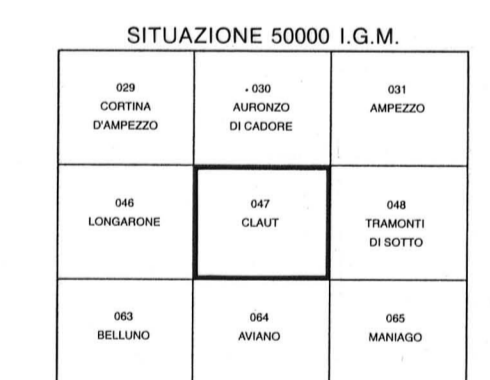 SITUAZIONE 50000 I.G.M.
029
CORTINA
D'AMPEZZO
030
AURONZO
DI CADORE
031
AMPEZZO
046
LONGARONE
047
CLAUT
048
TRAMONTI
DI SOTTO
063
BELLUNO
064
AVIANO
065
MANIAGO